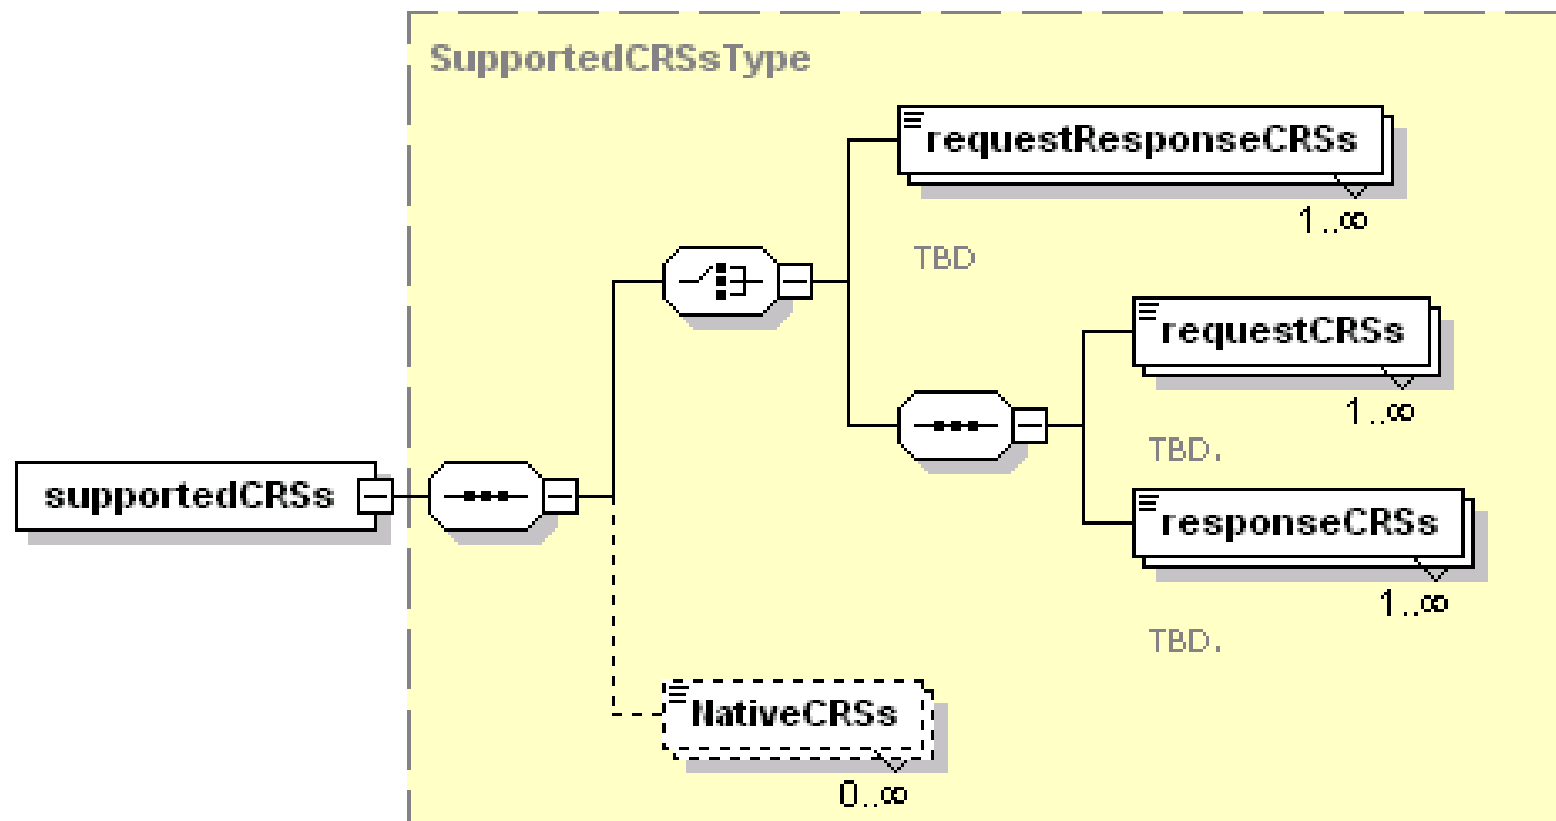 SupportedCRSsType
requestResponseCRSs
1..∞
TBD
requestCRSs
1..∞
TBD.
supportedCRSs
responseCRSs
1..∞
TBD.
NativeCRSs
0..∞